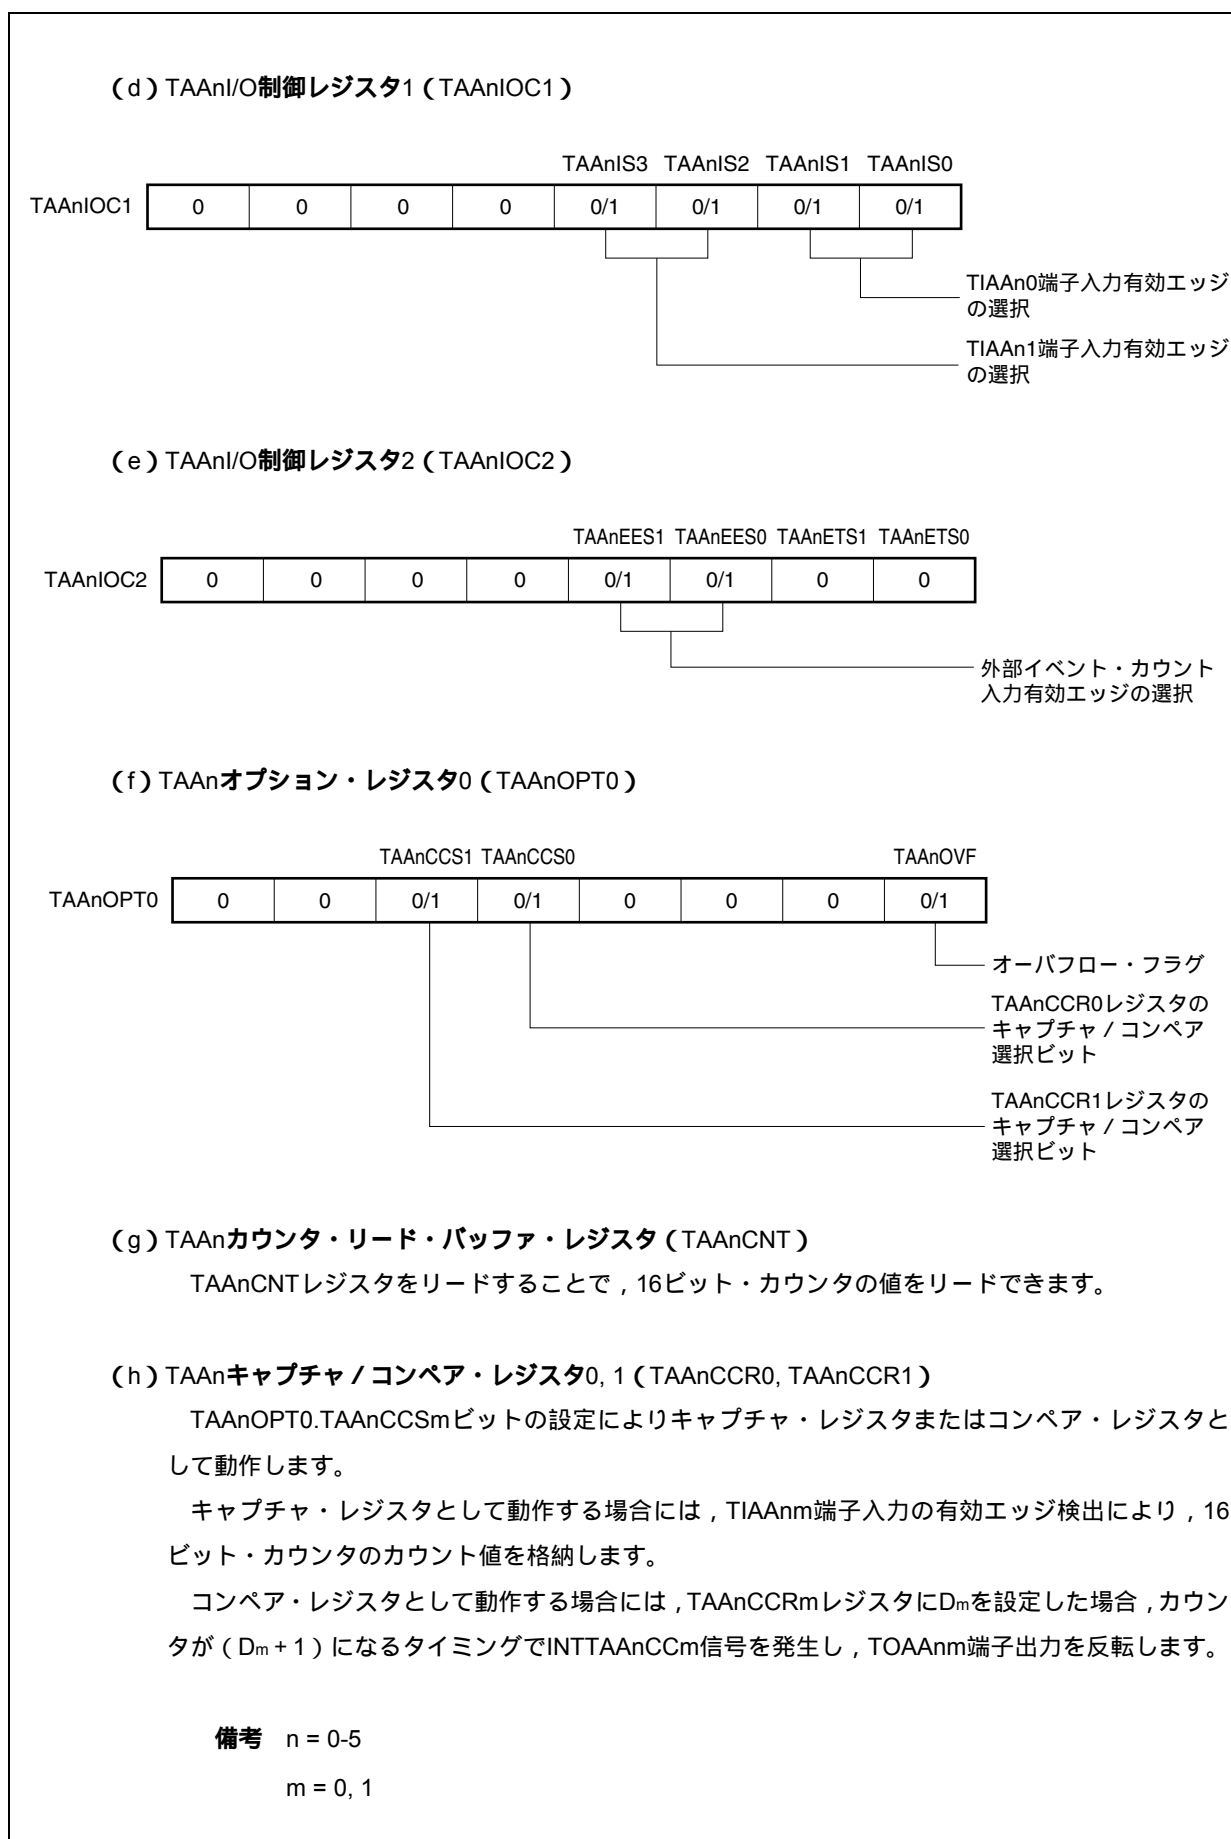 (d)TAAnI/O制御レジスタ1(TAAnIOC1)
TAAnIS3 TAAnIS2 TAAnIS1 TAAnIS0
TAAnIOC1 0 0 0 0 0/1 0/1 0/1 0/1
TIAAn0端子入力有効エッジ
の選択
TIAAn1端子入力有効エッジ
の選択
(e)TAAnI/O制御レジスタ2(TAAnIOC2)
TAAnEES1 TAAnEES0 TAAnETS1 TAAnETS0
TAAnIOC2 0 0 0 0 0/1 0/1 0 0
外部イベント・カウント
入力有効エッジの選択
(f)TAAnオプション・レジスタ0(TAAnOPT0)
TAAnCCS1 TAAnCCS0 TAAnOVF
TAAnOPT0 0 0 0/1 0/1 0 0 0 0/1
オーバフロー・フラグ
TAAnCCR0レジスタの
キャプチャ/コンペア
選択ビット
TAAnCCR1レジスタの
キャプチャ/コンペア
選択ビット
(g)TAAnカウンタ・リード・バッファ・レジスタ(TAAnCNT)
TAAnCNTレジスタをリードすることで,16ビット・カウンタの値をリードできます。
(h)TAAnキャプチャ/コンペア・レジスタ0, 1(TAAnCCR0, TAAnCCR1)
TAAnOPT0.TAAnCCSmビットの設定によりキャプチャ・レジスタまたはコンペア・レジスタと
して動作します。
キャプチャ・レジスタとして動作する場合には,TIAAnm端子入力の有効エッジ検出により,16
ビット・カウンタのカウント値を格納します。
コンペア・レジスタとして動作する場合には,TAAnCCRmレジスタにDmを設定した場合,カウン
タが(Dm+1)になるタイミングでINTTAAnCCm信号を発生し,TOAAnm端子出力を反転します。
備考 n = 0-5
m = 0, 1